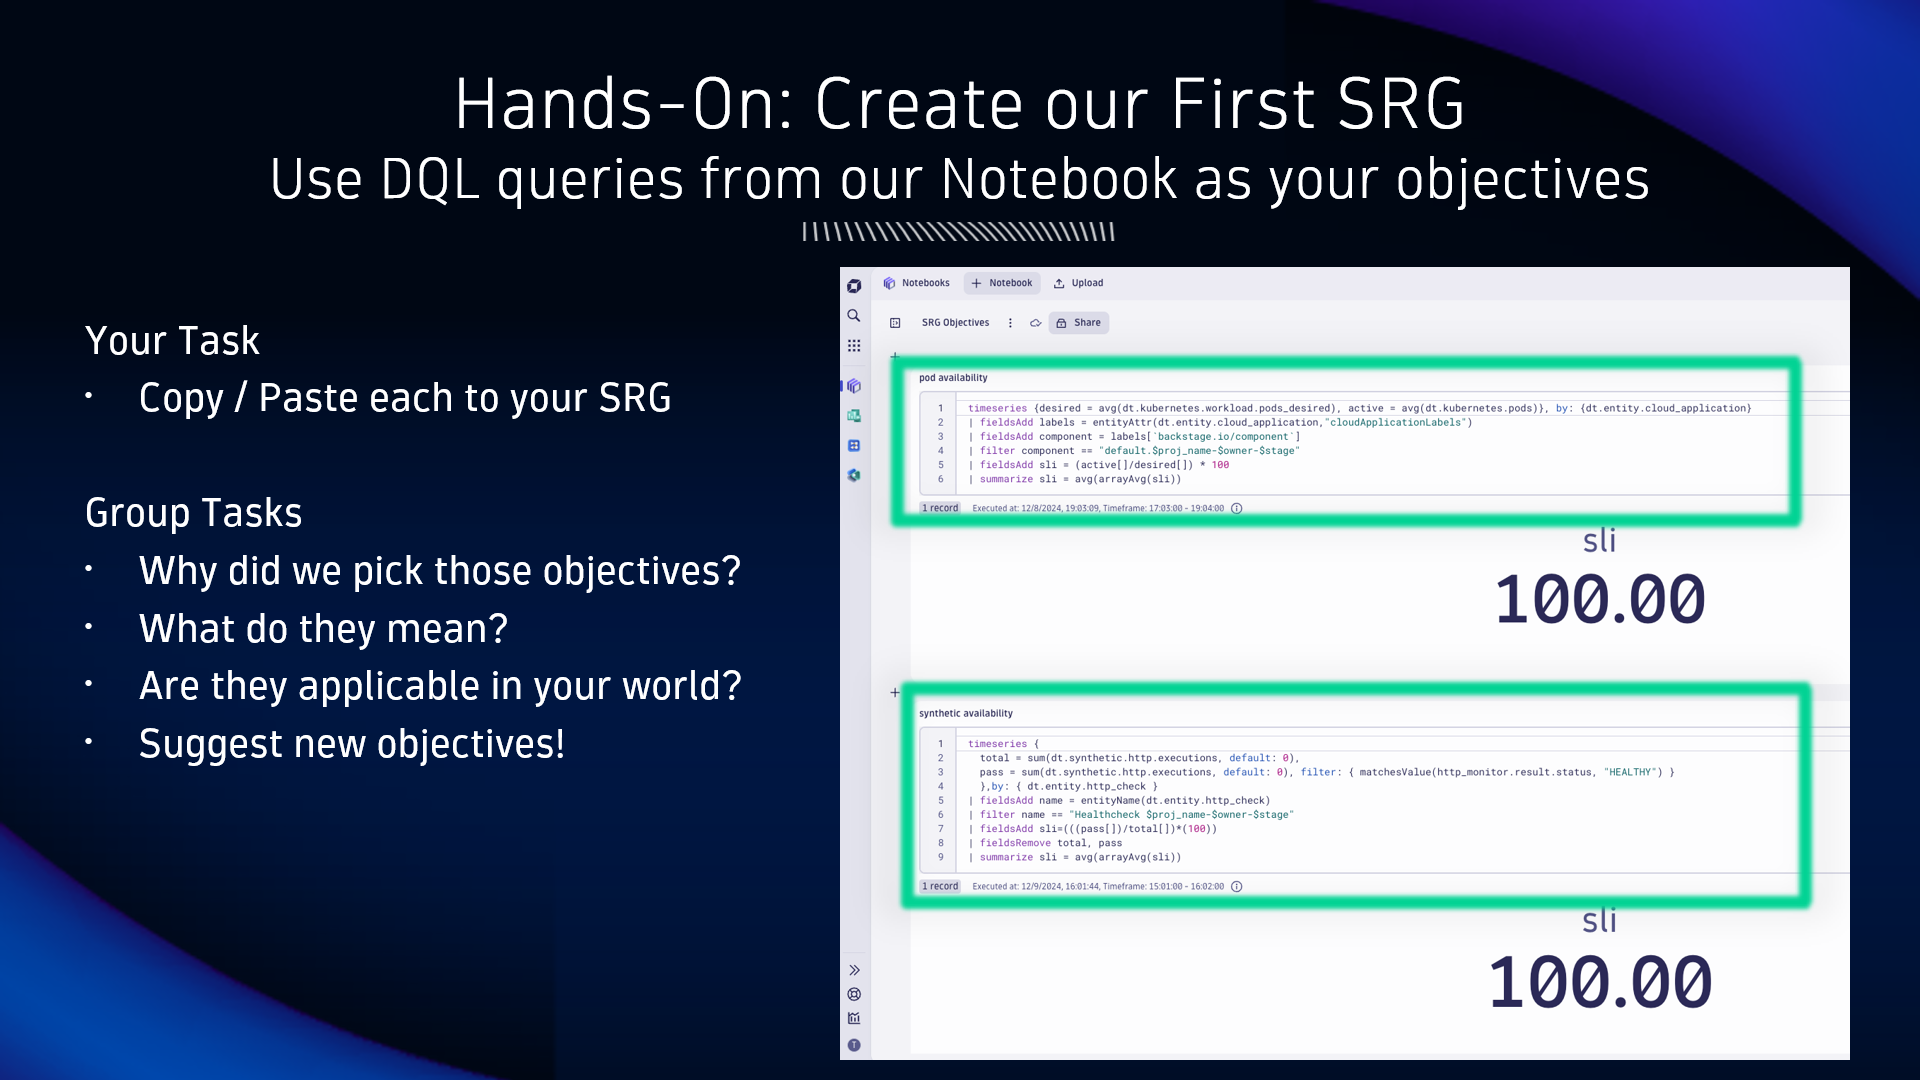 Hands-On: Create our First SRG
Use DQL queries from our Notebook as your objectives
Your Task
• Copy / Paste each to your SRG
Group Tasks
• Why did we pick those objectives?
• What do they mean?
• Are they applicable in your world?
• Suggest new objectives!
Notebooks + Notebook Upload
SRG Objectives Share
pod availability
1 timeseries {desired = avg(dt.kubernetes.workload.pods_desired), active = avg(dt.kubernetes.pods)}, by: {dt.entity.cloud_application}
2 | fieldsAdd labels = entityAttr(dt.entity.cloud_application,"cloudApplicationLabels")
3 | fieldsAdd component = labels[`backstage.io/component`]
4 | filter component == "default.$proj_name-$owner-$stage"
5 | fieldsAdd sli = (active[]/desired[]) * 100
6 | summarize sli = avg(arrayAvg(sli))
1 record Executed at: 12/8/2024, 19:03:09, Timeframe: 17:03:00 - 19:04:00
sli
100.00
synthetic availability
1 timeseries {
2 total = sum(dt.synthetic.http.executions, default: 0),
3 pass = sum(dt.synthetic.http.executions, default: 0), filter: { matchesValue(http_monitor.result.status, "HEALTHY") }
4 },by: { dt.entity.http_check }
5 | fieldsAdd name = entityName(dt.entity.http_check)
6 | filter name == "Healthcheck $proj_name-$owner-$stage"
7 | fieldsAdd sli=(((pass[])/total[])*(100))
8 | fieldsRemove total, pass
9 | summarize sli = avg(arrayAvg(sli))
1 record Executed at: 12/9/2024, 16:01:44, Timeframe: 15:01:00 - 16:02:00
sli
100.00
T